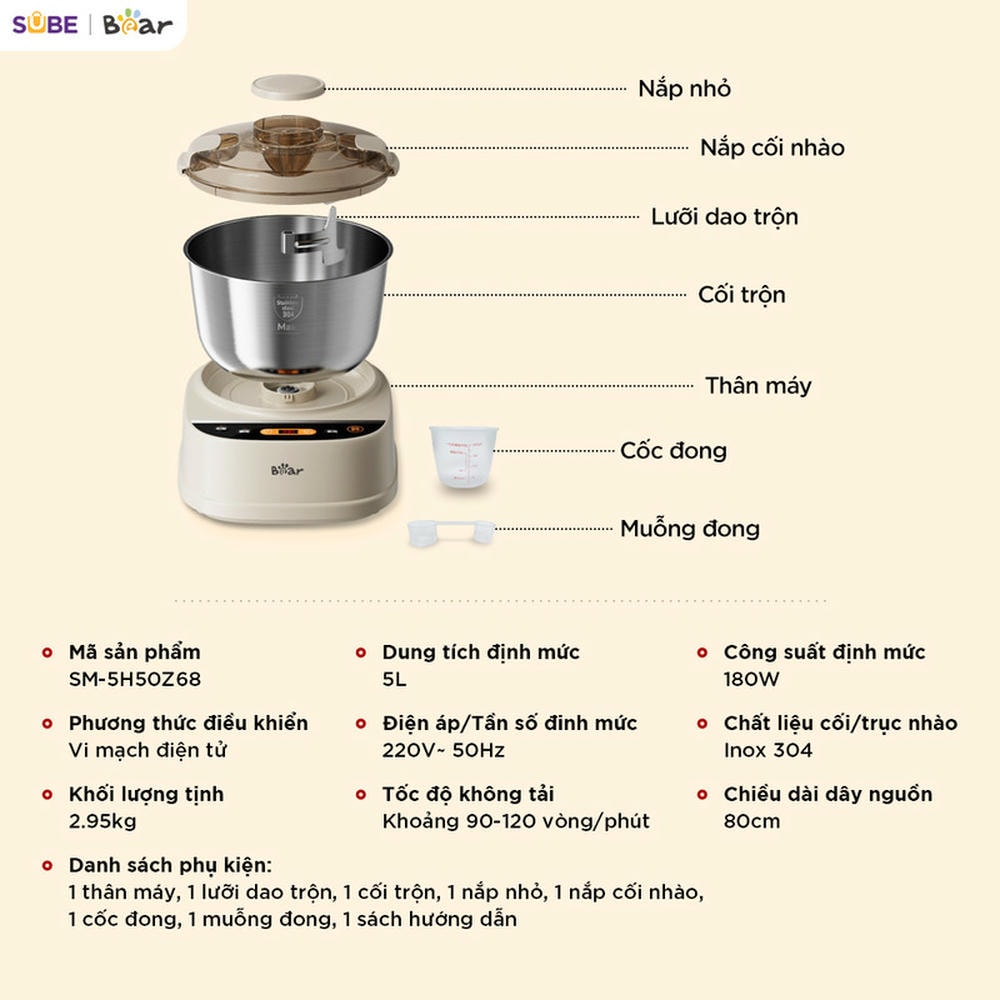 SUBE | Bear
Nắp nhỏ
Nắp cối nhào
Lưỡi dao trộn
Stainless
steel
304
Max
Cối trộn
Thân máy
Bear
Cốc đong
Muỗng đong
Mã sản phẩm
SM-5H50Z68
Dung tích định mức
5L
Công suất định mức
180W
Phương thức điều khiển
Vi mạch điện tử
Điện áp/Tần số đinh mức
220V~ 50Hz
Chất liệu cối/trục nhào
Inox 304
Khối lượng tịnh
2.95kg
Tốc độ không tải
Khoảng 90-120 vòng/phút
Chiều dài dây nguồn
80cm
Danh sách phụ kiện:
1 thân máy, 1 lưỡi dao trộn, 1 cối trộn, 1 nắp nhỏ, 1 nắp cối nhào,
1 cốc đong, 1 muỗng đong, 1 sách hướng dẫn